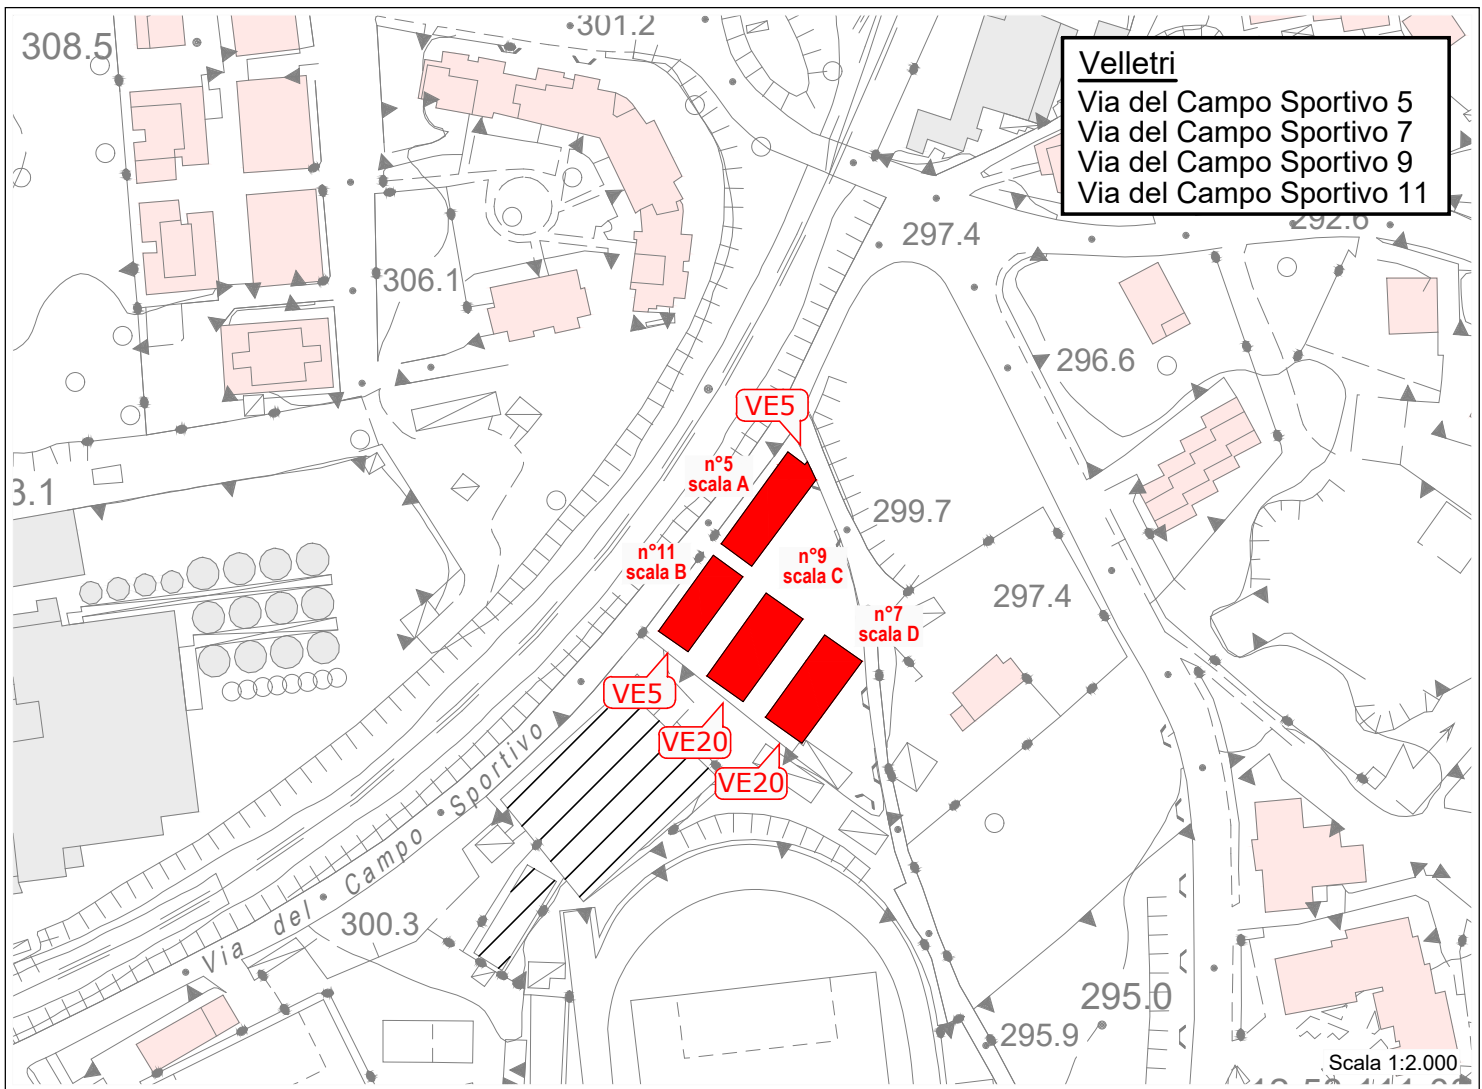 308.5
301.2
Velletri
Via del Campo Sportivo 5
Via del Campo Sportivo 7
Via del Campo Sportivo 9
Via del Campo Sportivo 11
292.6
297.4
306.1
296.6
VE5
n°5
scala A
299.7
n°11
scala B
n°9
scala C
297.4
n°7
scala D
VE5
VE20
VE20
Via del Campo Sportivo
300.3
295.0
295.9
Scala 1:2.000